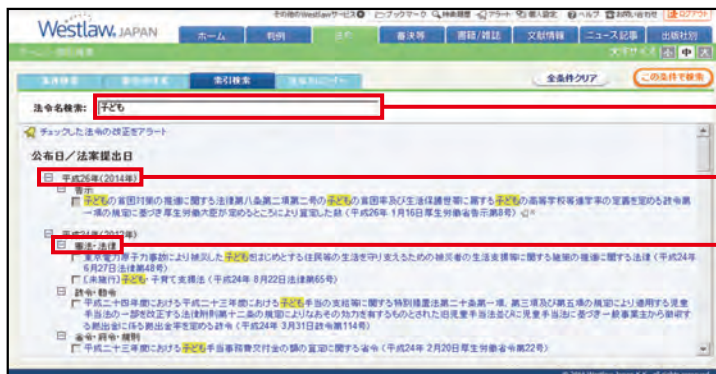 その他のWestlawサービス ブックマーク 検索履歴 アラート 個人設定 ヘルプ お問い合わせ ログアウト
Westlaw. JAPAN
ホーム 判例 法令 審決等 書籍/雑誌 文献情報 ニュース記事 出版社別
文字サイズ 小 中 大
索引検索 全条件クリア この条件で検索
法令名検索: 子ども
チェックした法令の改正をアラート
公布日/法案提出日
平成26年(2014年)
告示
子どもの貧困対策の推進に関する法律第八条第二項第二号の子どもの貧困率及び生活保護世帯に属する子どもの高等学校等進学率の定義を定める政令第
一項の規定に基づき厚生労働大臣が定めるところにより算定した数 (平成26年 1月16日厚生労働省告示第8号)
平成24年(2012年)
憲法・法律
東京電力原子力事故により被災した子どもをはじめとする住民等の生活を守り支えるための被災者の生活支援等に関する施策の推進に関する法律 (平成24年
6月27日法律第48号)
〔未施行〕子ども・子育て支援法 (平成24年 8月22日法律第65号)
政令・勅令
平成二十四年度における平成二十三年度における子ども手当の支給等に関する特別措置法第二十条第一項、第三項及び第五項の規定により適用する児童
手当法の一部を改正する法律附則第十二条の規定によりなおその効力を有するものとされた旧児童手当法並びに児童手当法に基づき一般事業主から徴収す
る拠出金に係る拠出金率を定める政令 (平成24年 3月31日政令第114号)
省令・府令・規則
平成二十三年度における子ども手当事務費交付金の額の算定に関する省令 (平成24年 2月20日厚生労働省令第22号)